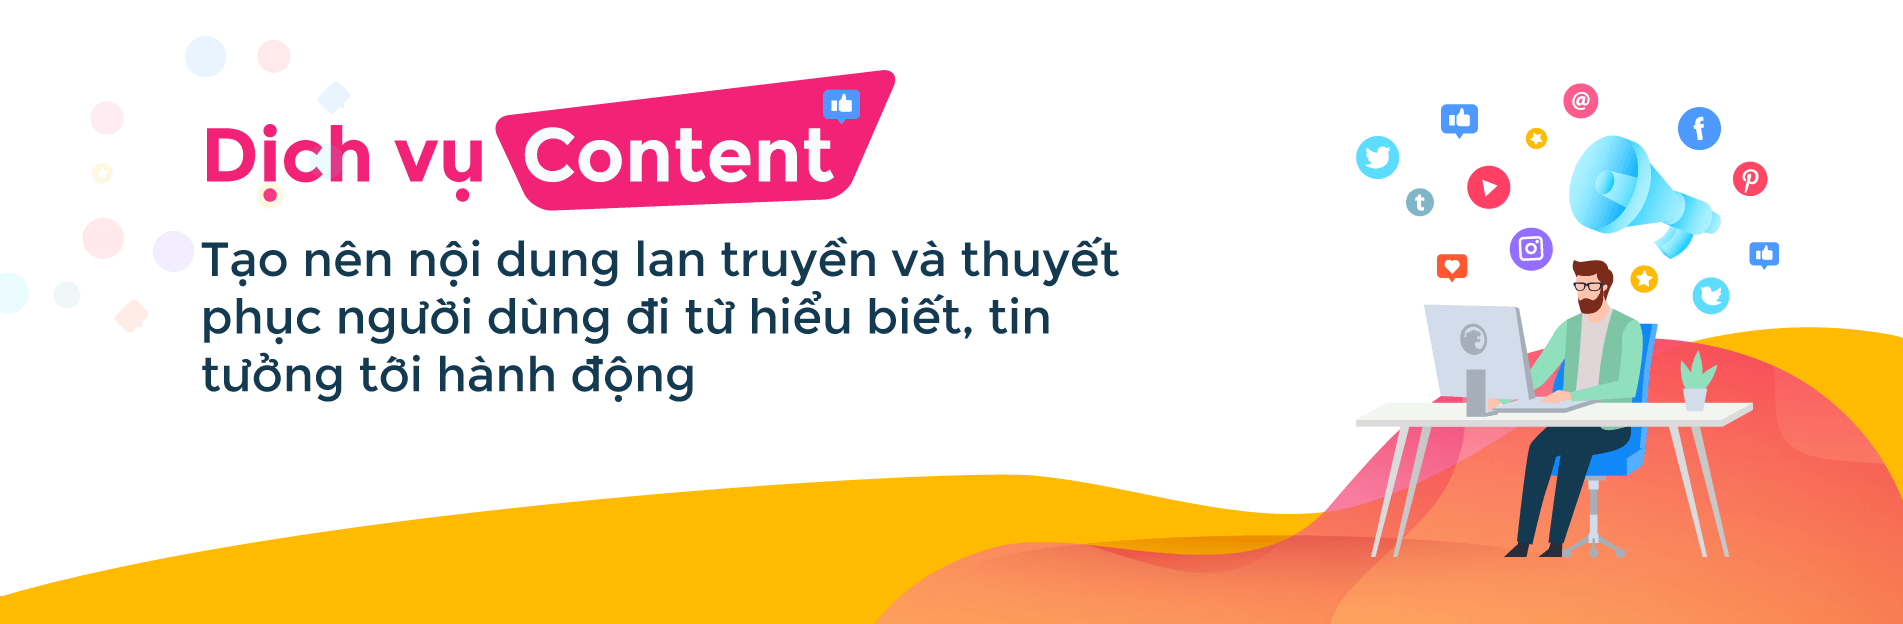 Dịch vụ Content
Tạo nên nội dung lan truyền và thuyết
phục người dùng đi từ hiểu biết, tin
tưởng tới hành động